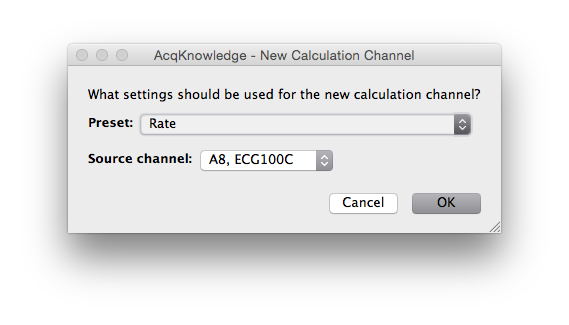 AcqKnowledge - New Calculation Channel
What settings should be used for the new calculation channel?
Preset: Rate
Source channel: A8, ECG100C
Cancel OK